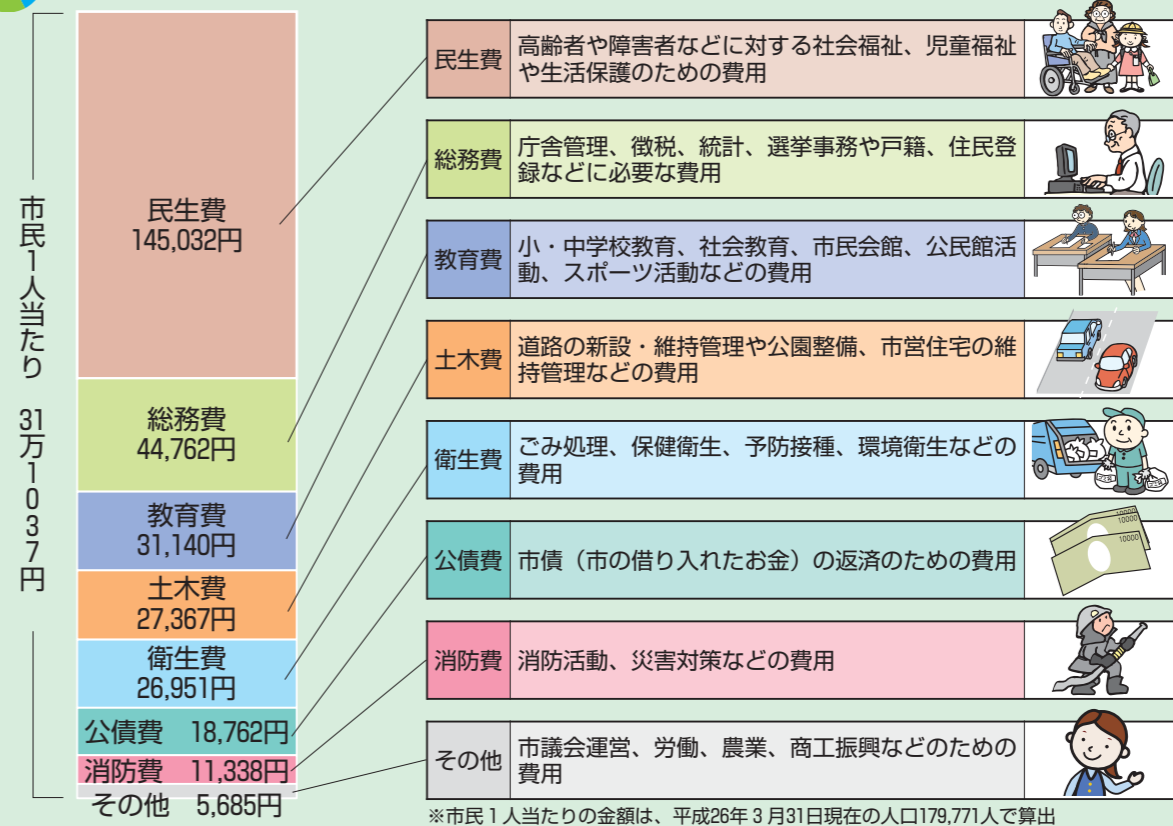 市民1人当たり 31万1037円
民生費
145,032円
総務費
44,762円
教育費
31,140円
土木費
27,367円
衛生費
26,951円
公債費 18,762円
消防費 11,338円
その他 5,685円
民生費
高齢者や障害者などに対する社会福祉、児童福祉
や生活保護のための費用
総務費
庁舎管理、徴税、統計、選挙事務や戸籍、住民登
録などに必要な費用
教育費
小・中学校教育、社会教育、市民会館、公民館活
動、スポーツ活動などの費用
土木費
道路の新設・維持管理や公園整備、市営住宅の維
持管理などの費用
衛生費
ごみ処理、保健衛生、予防接種、環境衛生などの
費用
公債費
市債（市の借り入れたお金）の返済のための費用
10000
10000
10000
消防費
消防活動、災害対策などの費用
その他
市議会運営、労働、農業、商工振興などのための
費用
※市民1人当たりの金額は、平成26年3月31日現在の人口179,771人で算出